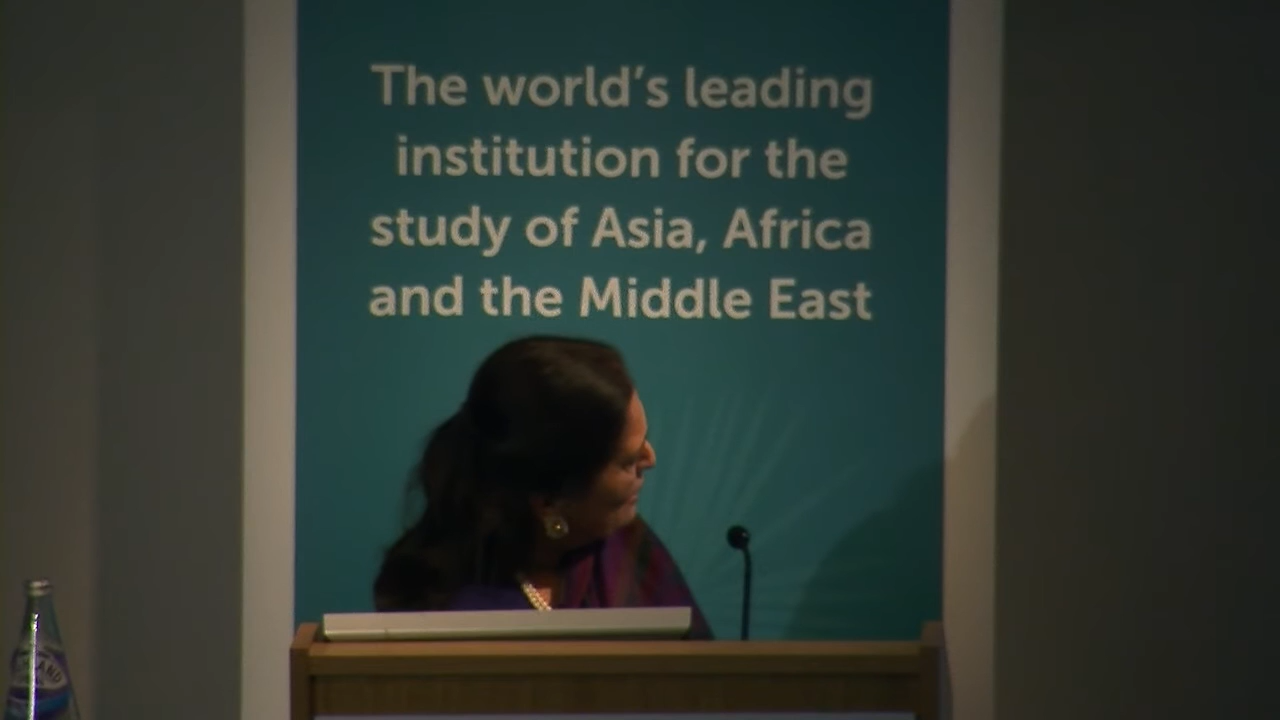 The world's leading
institution for the
study of Asia, Africa
and the Middle East